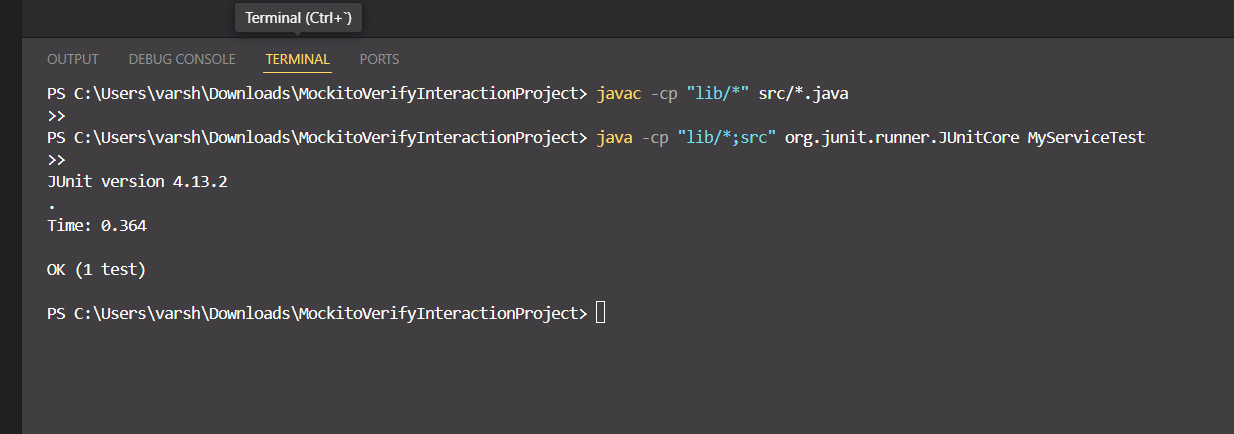 Terminal (Ctrl+`)
OUTPUT DEBUG CONSOLE TERMINAL PORTS
PS C:\Users\varsh\Downloads\MockitoVerifyInteractionProject> javac -cp "lib/*" src/*.java
>>
PS C:\Users\varsh\Downloads\MockitoVerifyInteractionProject> java -cp "lib/*;src" org.junit.runner.JUnitCore MyServiceTest
>>
JUnit version 4.13.2
.
Time: 0.364
OK (1 test)
PS C:\Users\varsh\Downloads\MockitoVerifyInteractionProject>